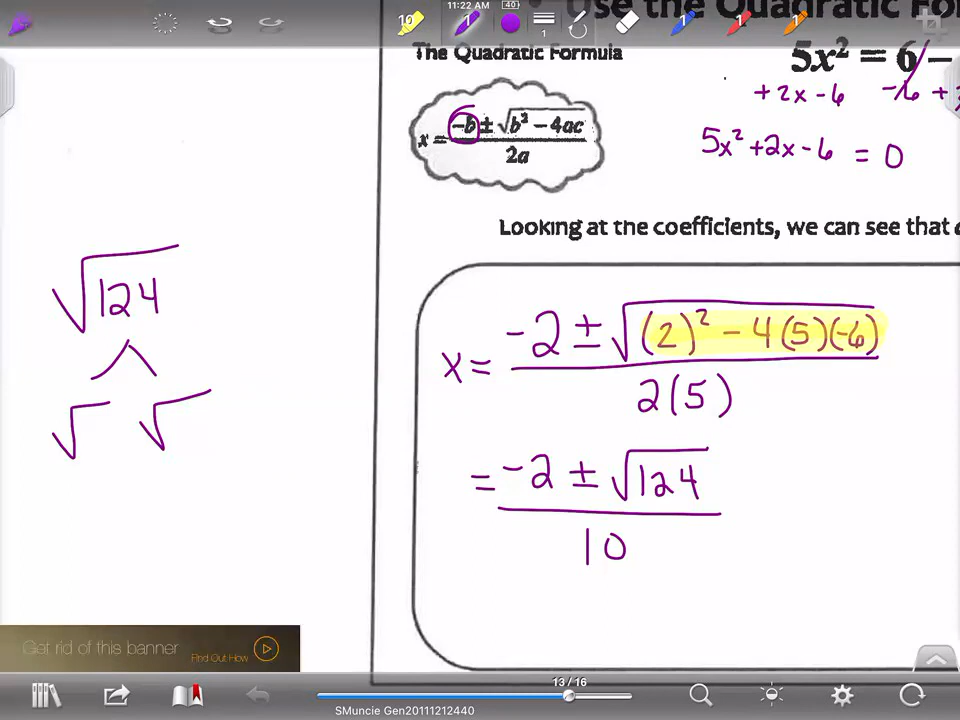 11:22 AM 40
10 1 1 1 1 1
Use the Quadratic
The Quadratic Formula
5x² = 6 −
+2x - 6 -6 +
x = −b ± √b² − 4ac / 2a
5x² + 2x - 6 = 0
Looking at the coefficients, we can see that
√124
√ √
x = -2 ± √(2)² - 4(5)(-6) / 2(5)
= -2 ± √124 / 10
Get rid of this banner
Find Out How
13 / 16
SMuncie Gen20111212440